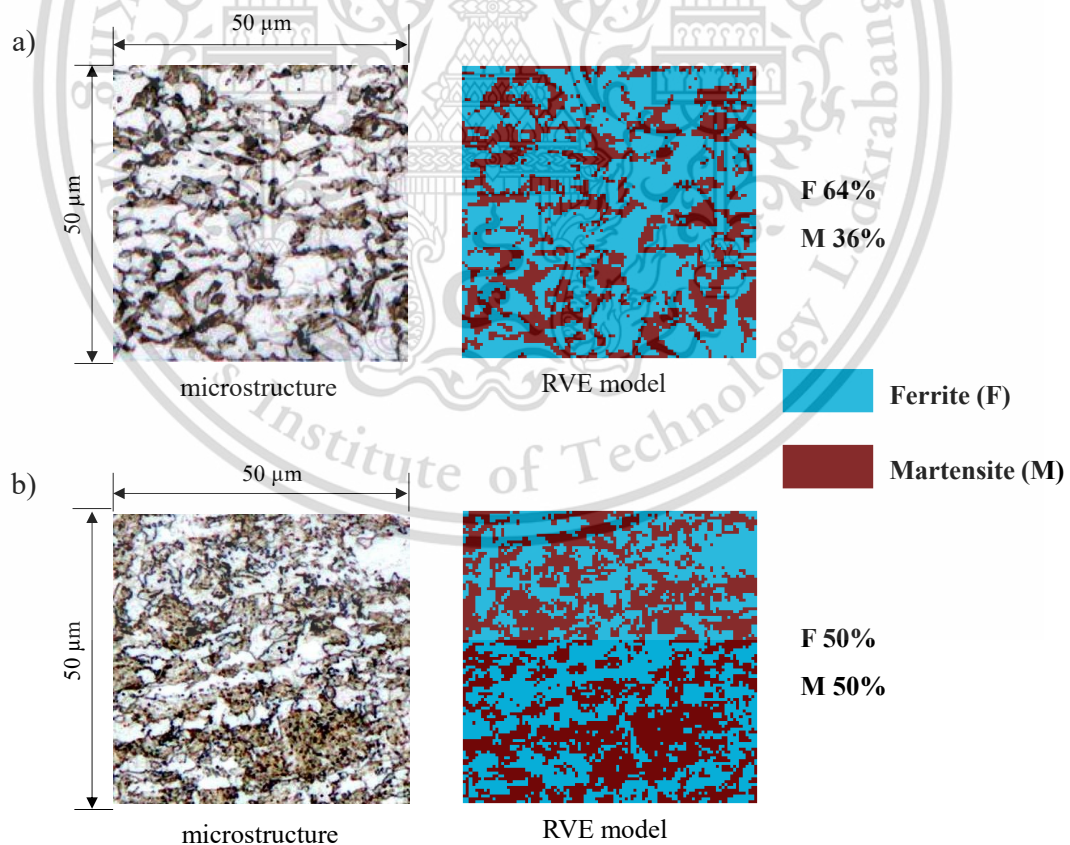 a)
50 µm
50 µm
microstructure
RVE model
F 64%
M 36%
Ferrite (F)
Martensite (M)
b)
50 µm
50 µm
microstructure
RVE model
F 50%
M 50%
Institute of Technology Ladkrabang